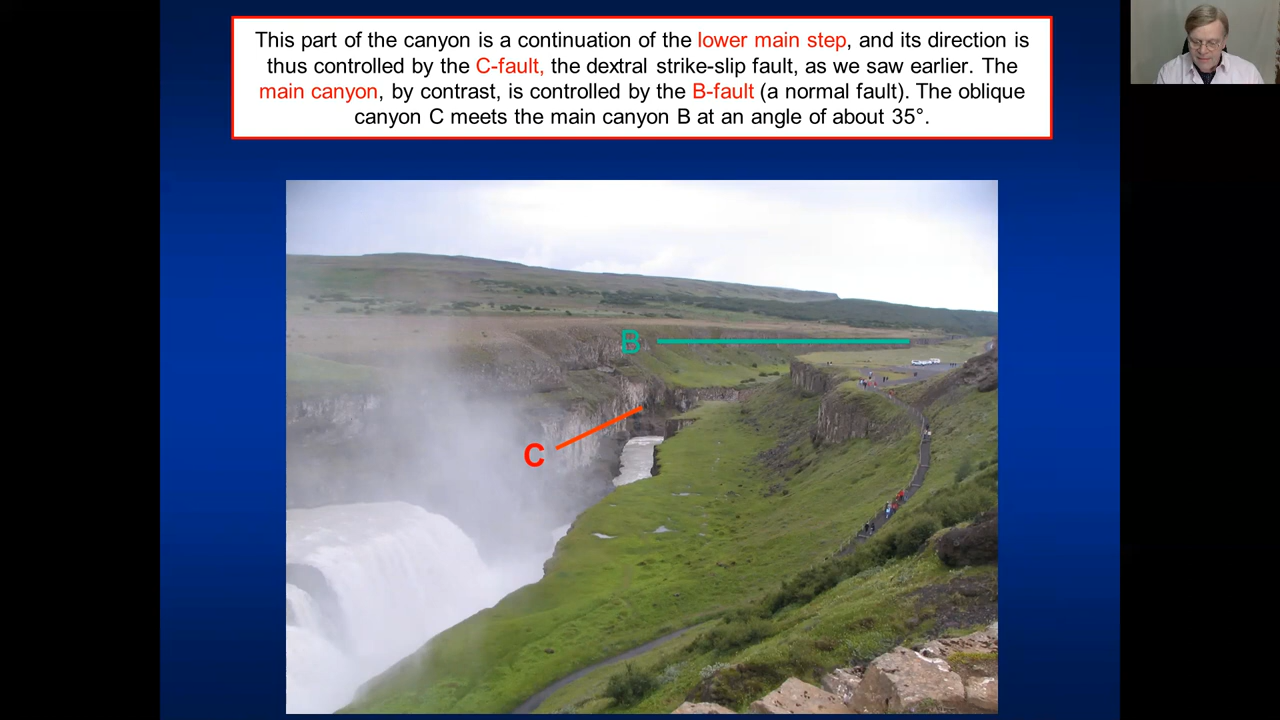 This part of the canyon is a continuation of the lower main step, and its direction is
thus controlled by the C-fault, the dextral strike-slip fault, as we saw earlier. The
main canyon, by contrast, is controlled by the B-fault (a normal fault). The oblique
canyon C meets the main canyon B at an angle of about 35°.
B
C